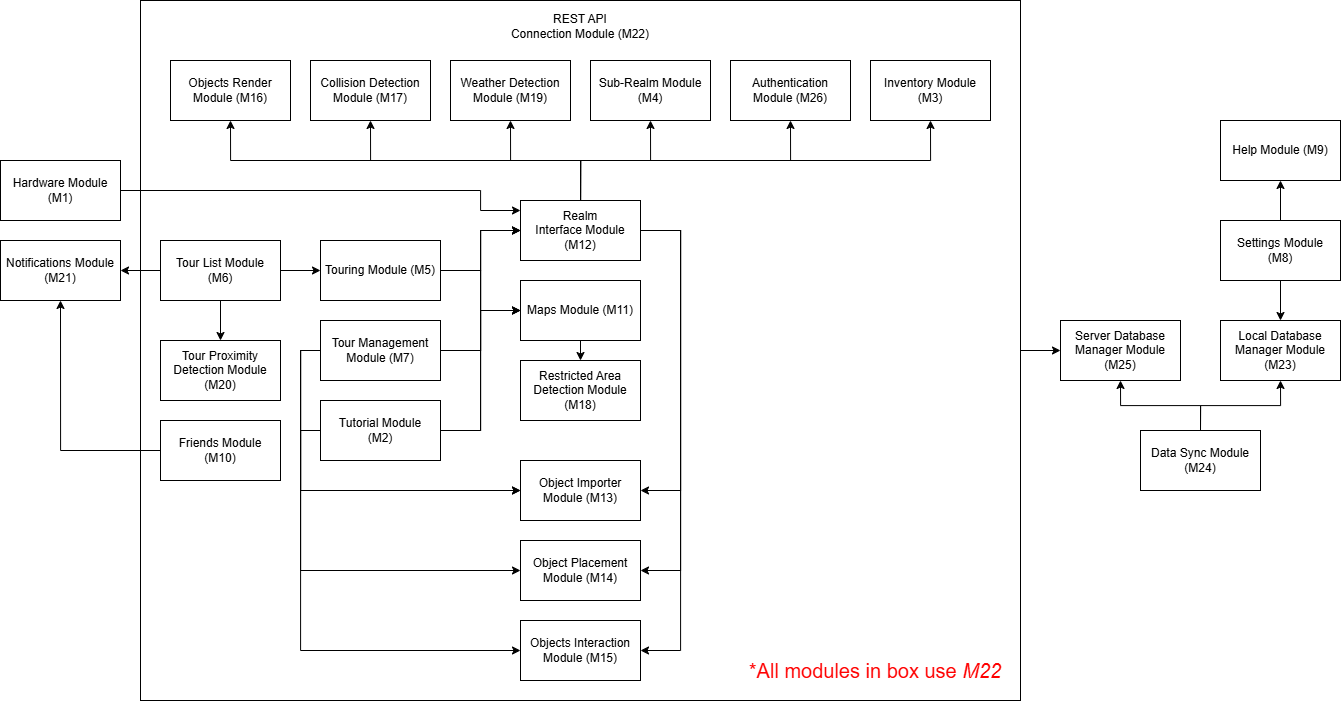 REST API
Connection Module (M22)
Objects Render
Module (M16)
Collision Detection
Module (M17)
Weather Detection
Module (M19)
Sub-Realm Module
(M4)
Authentication
Module (M26)
Inventory Module
(M3)
Help Module (M9)
Hardware Module
(M1)
Realm
Interface Module
(M12)
Settings Module
(M8)
Notifications Module
(M21)
Tour List Module
(M6)
Touring Module (M5)
Maps Module (M11)
Tour Proximity
Detection Module
(M20)
Tour Management
Module (M7)
Restricted Area
Detection Module
(M18)
Server Database
Manager Module
(M25)
Local Database
Manager Module
(M23)
Friends Module
(M10)
Tutorial Module
(M2)
Data Sync Module
(M24)
Object Importer
Module (M13)
Object Placement
Module (M14)
Objects Interaction
Module (M15)
*All modules in box use M22